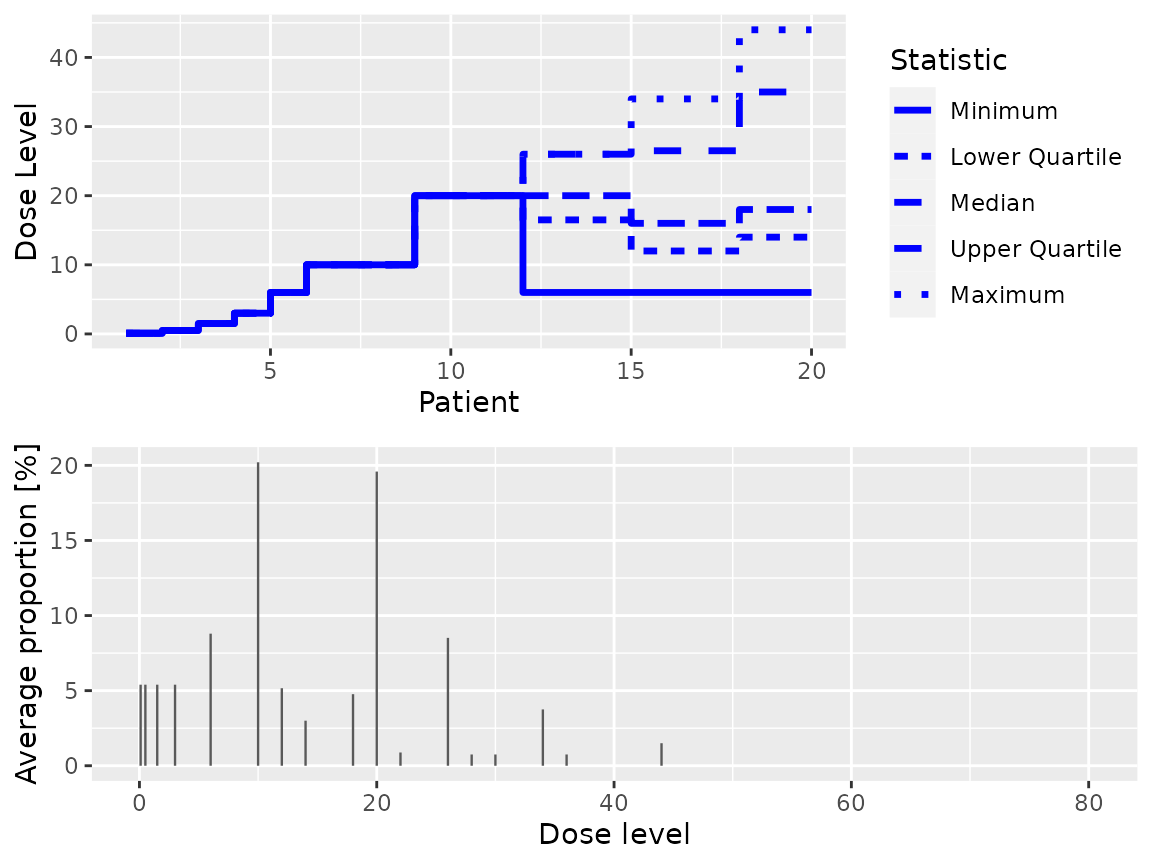 Dose Level
40
30
20
10
0
5
10
15
20
Patient
Statistic
Minimum
Lower Quartile
Median
Upper Quartile
Maximum
Average proportion [%]
20
15
10
5
0
0
20
40
60
80
Dose level